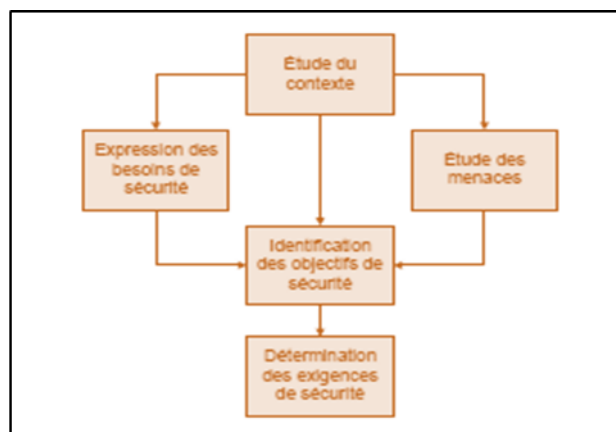 Étude du
contexte
Expression des
besoins de
sécurité
Étude des
menaces
Identification
des objectifs de
sécurité
Détermination
des exigences
de sécurité